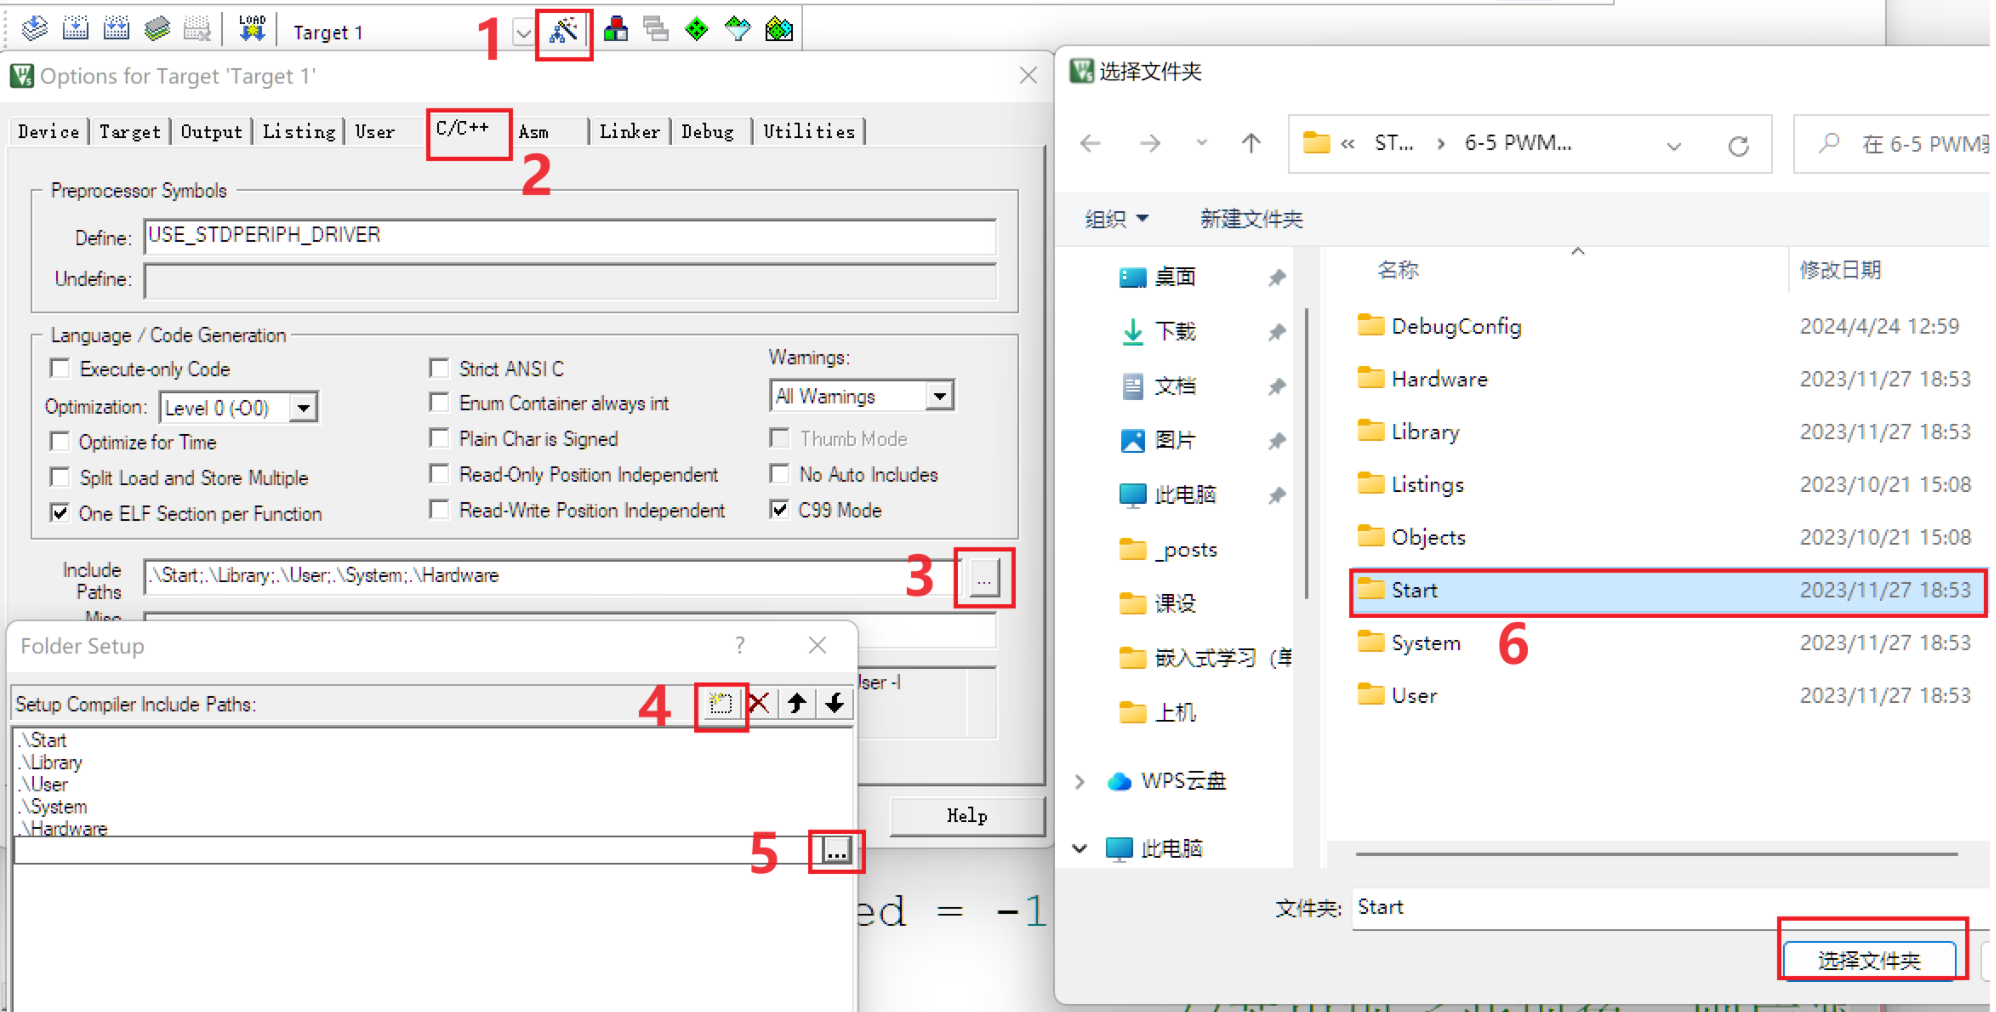 LOAD
Target 1
1
Options for Target 'Target 1'
Device
Target
Output
Listing
User
C/C++
Asm
Linker
Debug
Utilities
2
Preprocessor Symbols
Define: USE_STDPERIPH_DRIVER
Undefine:
Language / Code Generation
Execute-only Code
Optimization: Level 0 (-O0)
Optimize for Time
Split Load and Store Multiple
One ELF Section per Function
Strict ANSI C
Enum Container always int
Plain Char is Signed
Read-Only Position Independent
Read-Write Position Independent
Warnings:
All Warnings
Thumb Mode
No Auto Includes
C99 Mode
Include
Paths
.\Start;.\Library;.\User;.\System;.\Hardware
3
...
Misc
Jser -I
Help
Folder Setup
?
Setup Compiler Include Paths:
4
.\Start
.\Library
.\User
.\System
.\Hardware
5
...
ed = -1
选择文件夹
« ST... › 6-5 PWM...
在 6-5 PWM
组织
新建文件夹
桌面
下载
文档
图片
此电脑
_posts
课设
嵌入式学习（单
上机
WPS云盘
此电脑
名称
修改日期
DebugConfig 2024/4/24 12:59
Hardware 2023/11/27 18:53
Library 2023/11/27 18:53
Listings 2023/10/21 15:08
Objects 2023/10/21 15:08
Start 2023/11/27 18:53
System 2023/11/27 18:53
6
User 2023/11/27 18:53
文件夹: Start
选择文件夹